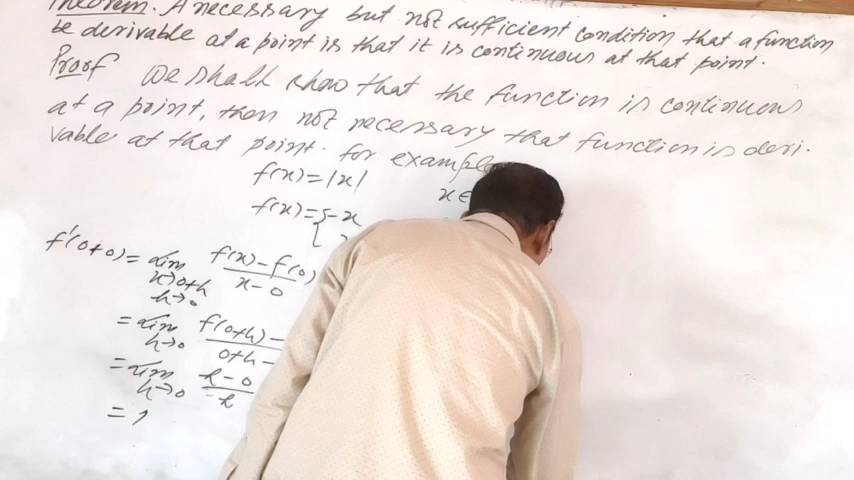 Theorem. A necessary but not sufficient condition that a function
be derivable at a point is that it is continuous at that point.
Proof We shall show that the function is continuous
at a point, then not necessary that function is deri-
vable at that point. for example
f(x)=|x| x∈
f(x)={-x
f'(0+0)= lim f(x)-f(0)/x-0
x→0+h
h→0
=lim h→0 f(0+h)-/0+h-
=lim h→0 h-0/h
=1